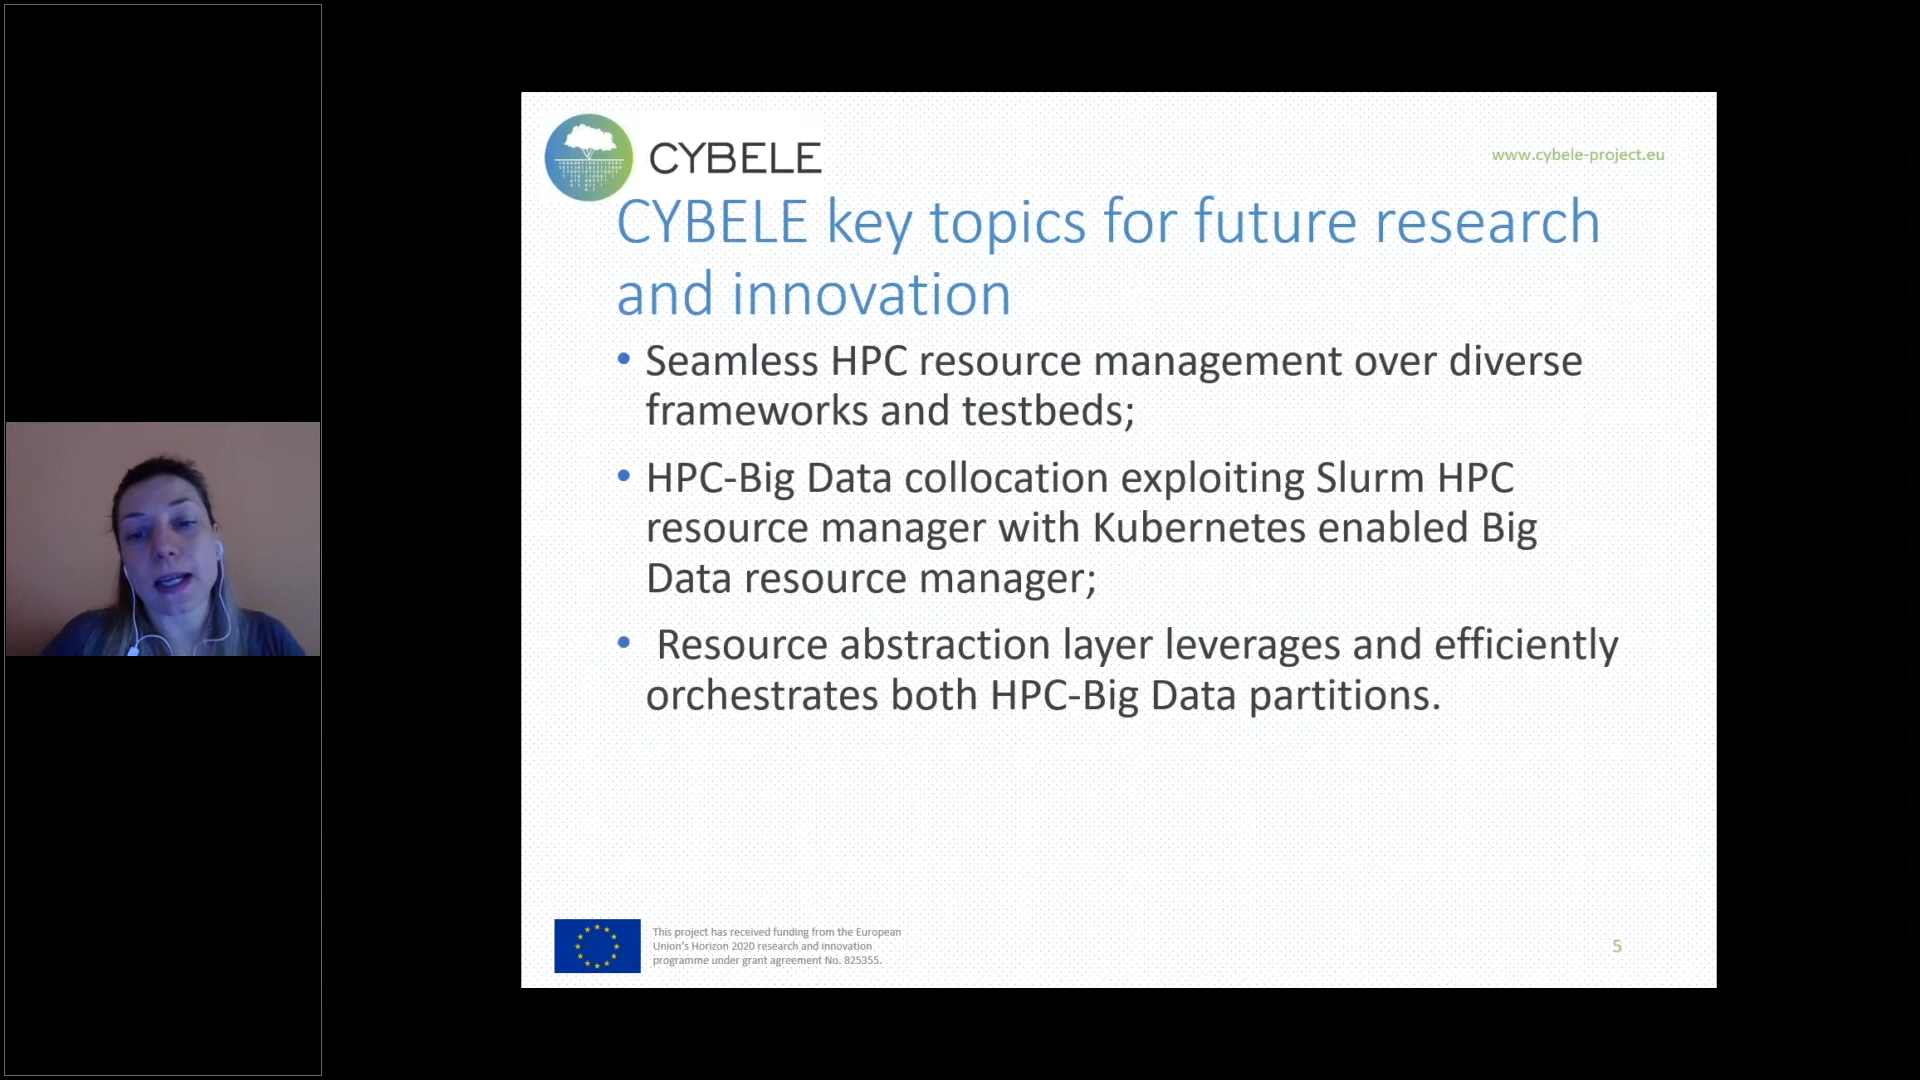 CYBELE
www.cybele-project.eu
CYBELE key topics for future research
and innovation
• Seamless HPC resource management over diverse
frameworks and testbeds;
• HPC-Big Data collocation exploiting Slurm HPC
resource manager with Kubernetes enabled Big
Data resource manager;
• Resource abstraction layer leverages and efficiently
orchestrates both HPC-Big Data partitions.
This project has received funding from the European
Union's Horizon 2020 research and innovation
programme under grant agreement No. 825355.
5